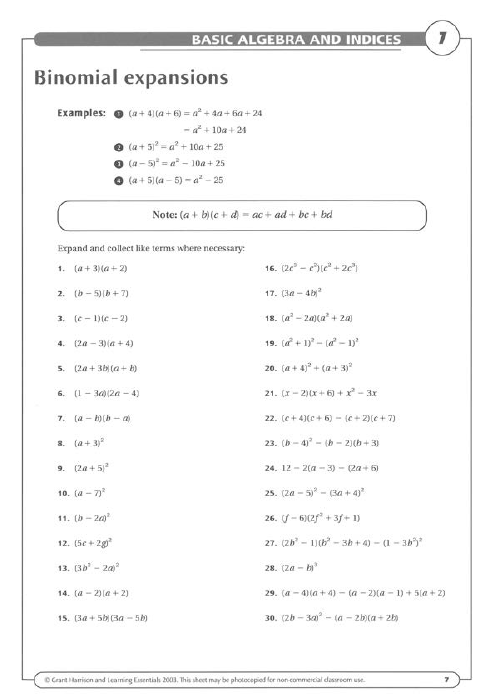 BASIC ALGEBRA AND INDICES 7
Binomial expansions
Examples: ❶ (a + 4)(a + 6) = a² + 4a + 6a + 24
= a² + 10a + 24
❷ (a + 5)² = a² + 10a + 25
❸ (a − 5)² = a² − 10a + 25
❹ (a + 5)(a − 5) = a² − 25
Note: (a + b)(c + d) = ac + ad + bc + bd
Expand and collect like terms where necessary:
1. (a + 3)(a + 2)
2. (b − 5)(b + 7)
3. (c − 1)(c − 2)
4. (2a − 3)(a + 4)
5. (2a + 3b)(a + b)
6. (1 − 3a)(2a − 4)
7. (a − b)(b − a)
8. (a + 3)²
9. (2a + 5)²
10. (a − 7)²
11. (b − 2a)²
12. (5c + 2g)²
13. (3b² − 2a)²
14. (a − 2)(a + 2)
15. (3a + 5b)(3a − 5b)
16. (2c³ − c²)(c² + 2c³)
17. (3a − 4b)²
18. (a² − 2a)(a² + 2a)
19. (a² + 1)² − (a² − 1)²
20. (a + 4)² + (a + 3)²
21. (x − 2)(x + 6) + x² − 3x
22. (c + 4)(c + 6) − (c + 2)(c + 7)
23. (b − 4)² − (b − 2)(b + 3)
24. 12 − 2(a − 3) − (2a + 6)
25. (2a − 5)² − (3a + 4)²
26. (f − 6)(2f² + 3f + 1)
27. (2b² − 1)(b² − 3b + 4) − (1 − 3b²)²
28. (2a − b)³
29. (a − 4)(a + 4) − (a − 2)(a − 1) + 5(a + 2)
30. (2b − 3a)² − (a − 2b)(a + 2b)
© Grant Harrison and Learning Essentials 2003. This sheet may be photocopied for non-commercial classroom use. 7